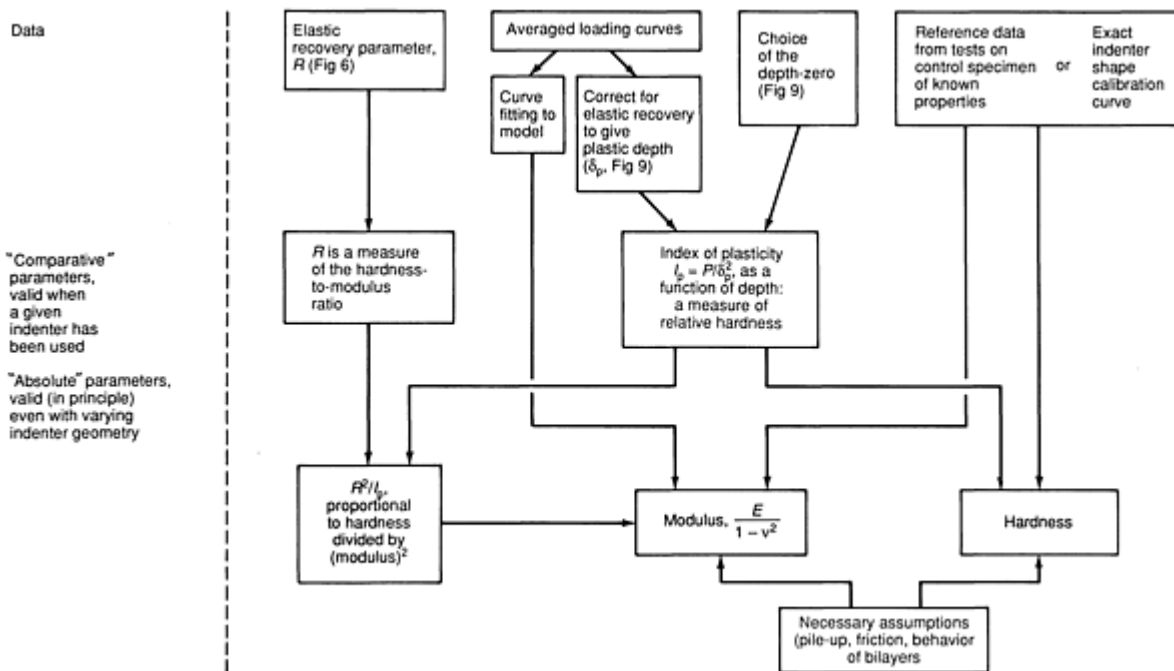 Data
Elastic
recovery parameter,
R (Fig 6)
Averaged loading curves
Curve
fitting to
model
Correct for
elastic recovery
to give
plastic depth
(δp, Fig 9)
Choice
of the
depth-zero
(Fig 9)
Reference data
from tests on
control specimen
of known
properties
or
Exact
indenter
shape
calibration
curve
"Comparative"
parameters,
valid when
a given
indenter has
been used
R is a measure
of the hardness-
to-modulus
ratio
Index of plasticity
Ip = P/δp², as a
function of depth:
a measure of
relative hardness
"Absolute" parameters,
valid (in principle)
even with varying
indenter geometry
R²/Ip,
proportional
to hardness
divided by
(modulus)²
Modulus, E / 1 – ν²
Hardness
Necessary assumptions
(pile-up, friction, behavior
of bilayers